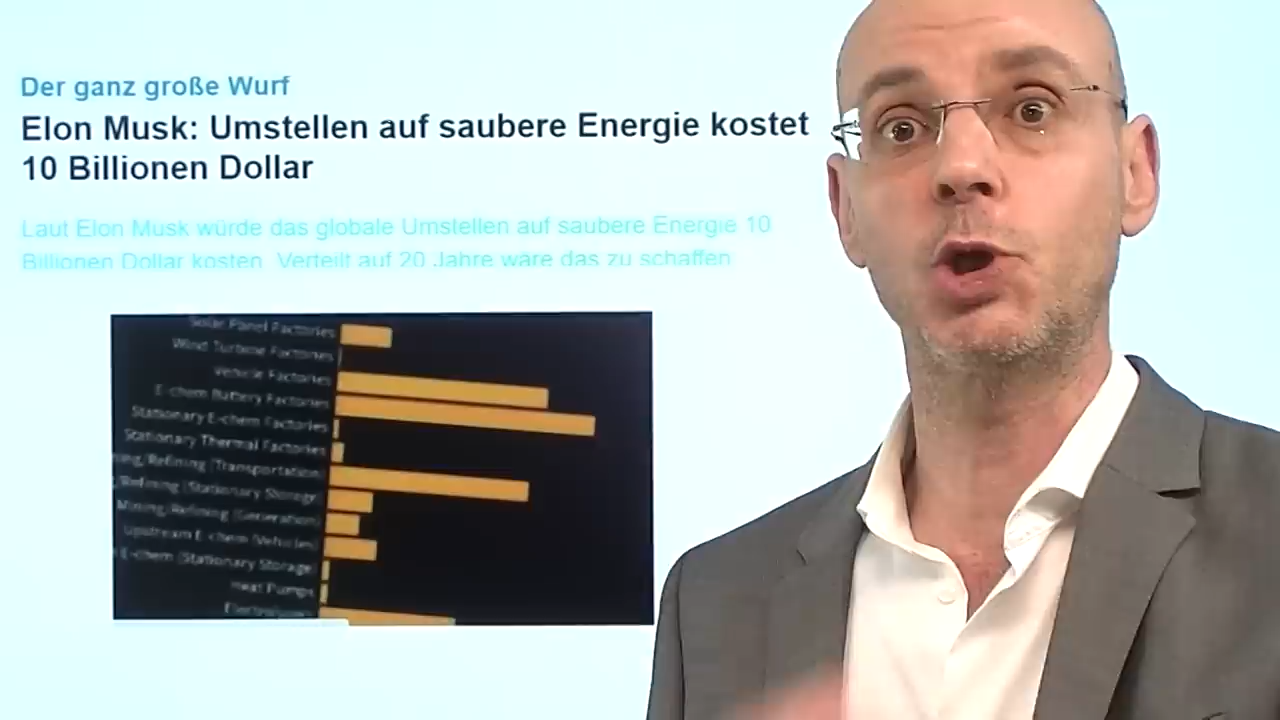 Der ganz große Wurf
Elon Musk: Umstellen auf saubere Energie kostet
10 Billionen Dollar
Laut Elon Musk würde das globale Umstellen auf saubere Energie 10
Billionen Dollar kosten. Verteilt auf 20 Jahre wäre das zu schaffen
Solar Panel Factories
Wind Turbine Factories
Vehicle Factories
E-chem Battery Factories
Stationary E-chem Factories
Stationary Thermal Factories
ning/Refining (Transportation)
/Refining (Stationary Storage)
Mining/Refining (Generation)
Upstream E-chem (Vehicles)
E-chem (Stationary Storage)
Heat Pumps